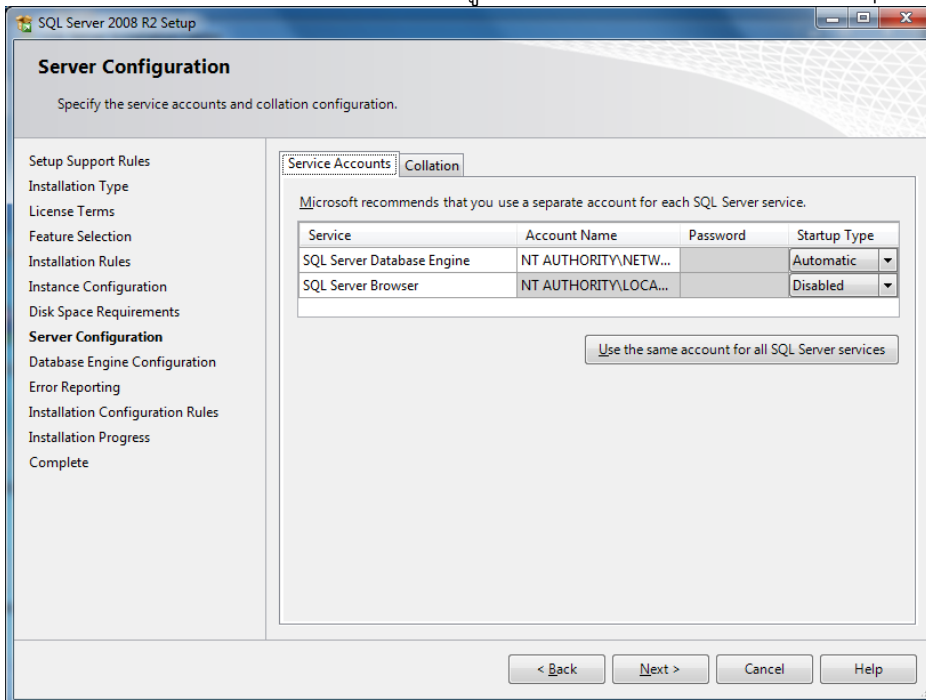 SQL Server 2008 R2 Setup
Server Configuration
Specify the service accounts and collation configuration.
Setup Support Rules
Installation Type
License Terms
Feature Selection
Installation Rules
Instance Configuration
Disk Space Requirements
Server Configuration
Database Engine Configuration
Error Reporting
Installation Configuration Rules
Installation Progress
Complete
Service Accounts Collation
Microsoft recommends that you use a separate account for each SQL Server service.
Service Account Name Password Startup Type
SQL Server Database Engine NT AUTHORITY\NETW... Automatic
SQL Server Browser NT AUTHORITY\LOCA... Disabled
Use the same account for all SQL Server services
< Back Next > Cancel Help